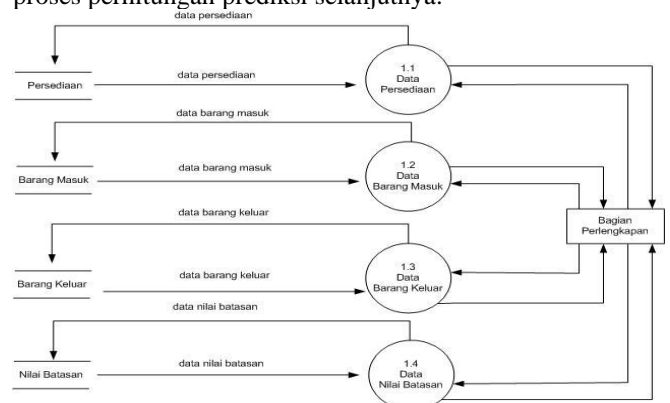 proses perhitungan prediksi selanjutnya.
data persediaan
Persediaan
data persediaan
1.1
Data
Persediaan
data barang masuk
Barang Masuk
data barang masuk
1.2
Data
Barang Masuk
data barang keluar
Bagian
Perlengkapan
Barang Keluar
data barang keluar
1.3
Data
Barang Keluar
data nilai batasan
Nilai Batasan
data nilai batasan
1.4
Data
Nilai Batasan